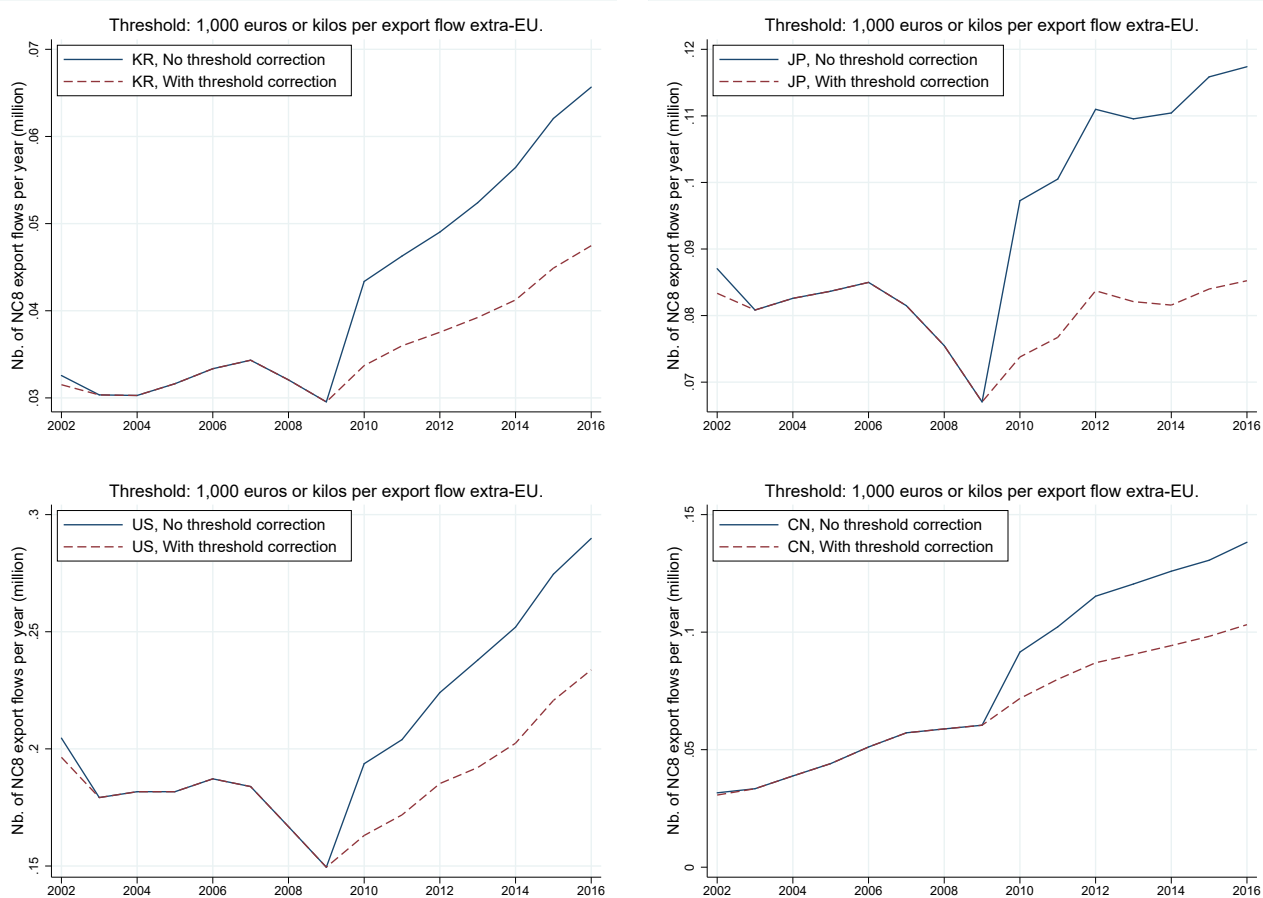 Threshold: 1,000 euros or kilos per export flow extra-EU.
KR, No threshold correction
KR, With threshold correction
Nb. of NC8 export flows per year (million)
.07
.06
.05
.04
.03
2002 2004 2006 2008 2010 2012 2014 2016
Threshold: 1,000 euros or kilos per export flow extra-EU.
JP, No threshold correction
JP, With threshold correction
Nb. of NC8 export flows per year (million)
.12
.11
.1
.09
.08
.07
2002 2004 2006 2008 2010 2012 2014 2016
Threshold: 1,000 euros or kilos per export flow extra-EU.
US, No threshold correction
US, With threshold correction
Nb. of NC8 export flows per year (million)
.3
.25
.2
.15
2002 2004 2006 2008 2010 2012 2014 2016
Threshold: 1,000 euros or kilos per export flow extra-EU.
CN, No threshold correction
CN, With threshold correction
Nb. of NC8 export flows per year (million)
.15
.1
.05
0
2002 2004 2006 2008 2010 2012 2014 2016